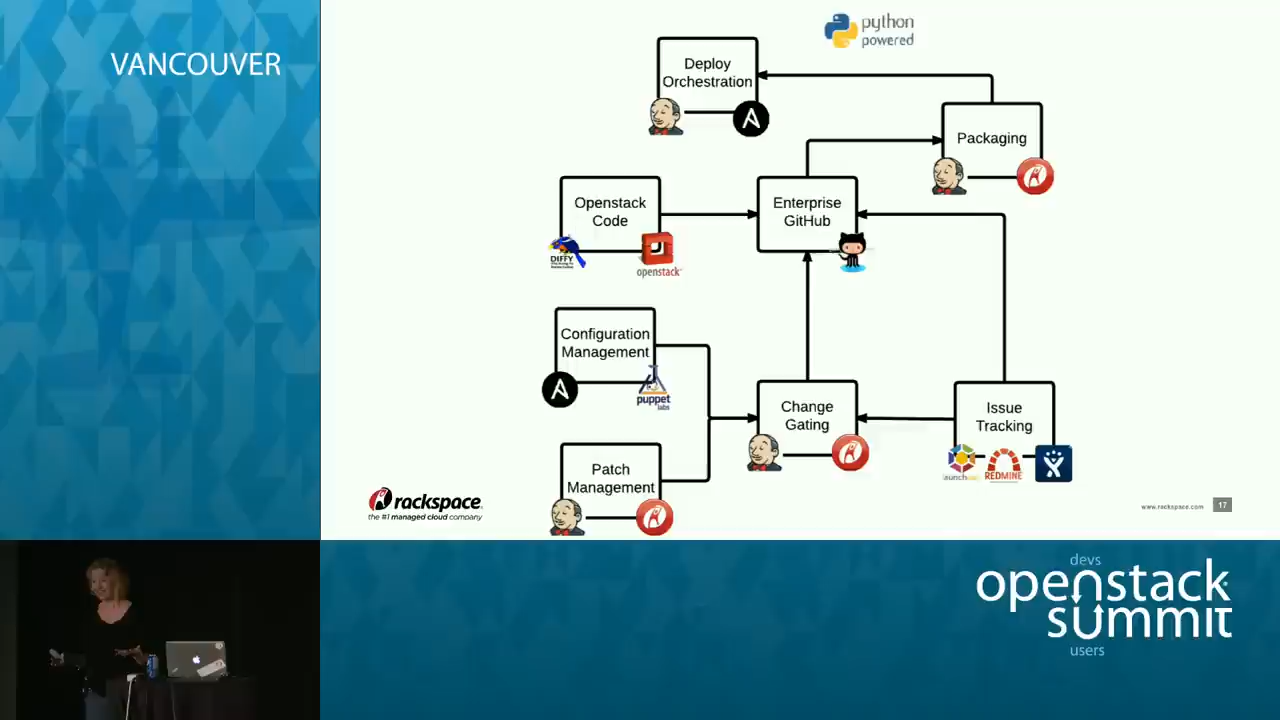 VANCOUVER
python
powered
Deploy
Orchestration
Packaging
Openstack
Code
DIFFY
openstack
Enterprise
GitHub
Configuration
Management
puppet
labs
Change
Gating
Issue
Tracking
REDMINE
Patch
Management
rackspace
the #1 managed cloud company
www.rackspace.com
17
devs
openstack
summit
users